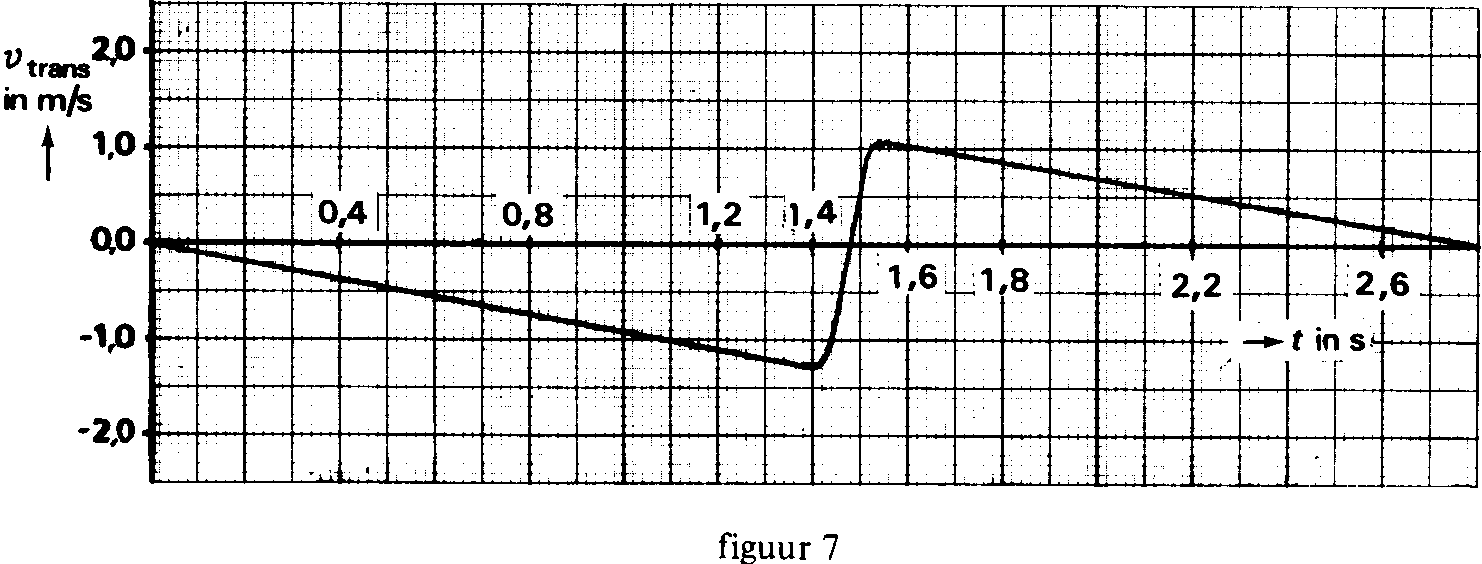 2,0
v trans
in m/s
1,0
0,4 0,8 1,2 1,4
0,0
1,6 1,8 2,2 2,6
-1,0
→ t in s
-2,0
figuur 7